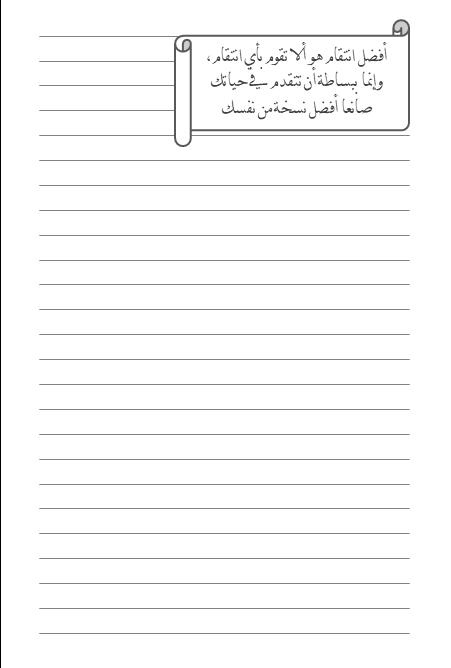 أفضل انتقام هو ألا تقوم بأي انتقام،
وإنما ببساطة أن تتقدم في حياتك
صانعا أفضل نسخة من نفسك